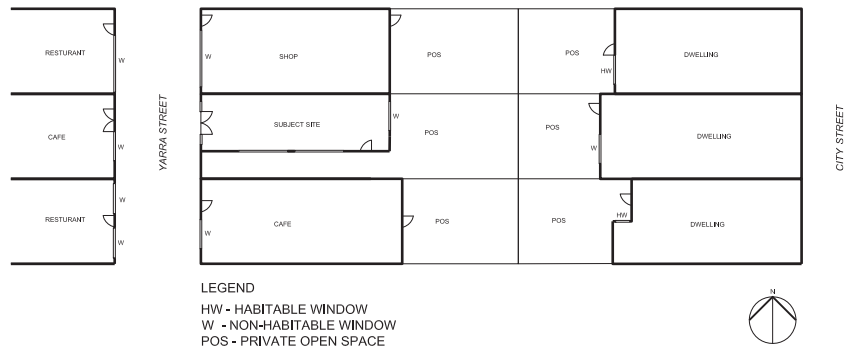 RESTURANT
W
SHOP
W
POS
POS
HW
DWELLING
YARRA STREET
CAFE
W
SUBJECT SITE
W
POS
POS
W
DWELLING
CITY STREET
RESTURANT
W
W
CAFE
W
POS
POS
HW
DWELLING
LEGEND
HW - HABITABLE WINDOW
W - NON-HABITABLE WINDOW
POS - PRIVATE OPEN SPACE
N